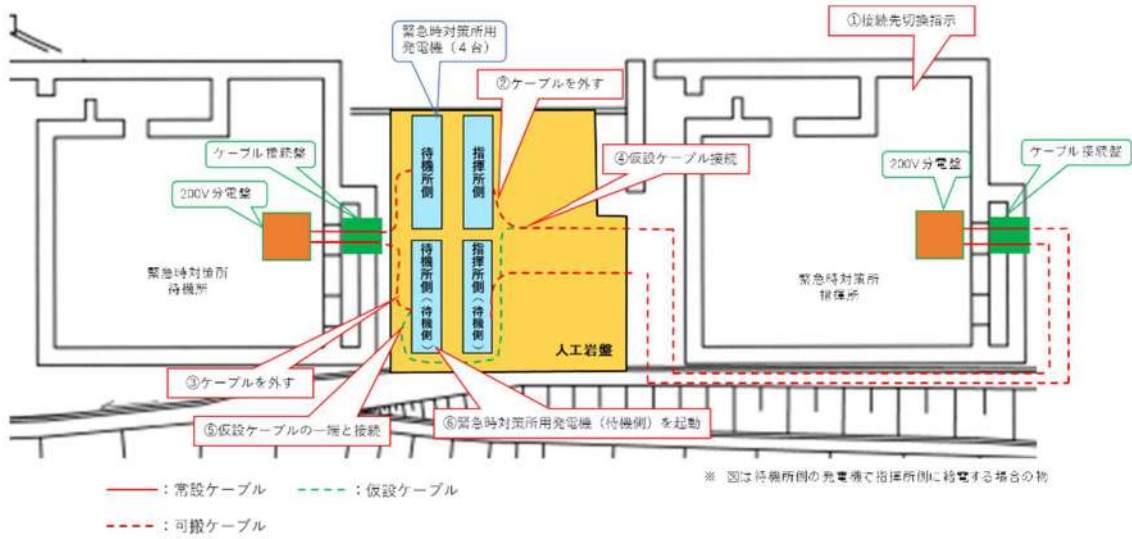 ①接続先切換指示
緊急時対策所用
発電機（４台）
②ケーブルを外す
ケーブル接続盤
200V分電盤
待機所側
指揮所側
④仮設ケーブル接続
200V分電盤
ケーブル接続盤
緊急時対策所
待機所
待機所側（待機側）
指揮所側（待機側）
緊急時対策所
指揮所
人工岩盤
③ケーブルを外す
⑤仮設ケーブルの一端と接続
⑥緊急時対策所用発電機（待機側）を起動
※　図は待機所側の発電機で指揮所側に給電する場合の物
：常設ケーブル
：仮設ケーブル
：可搬ケーブル